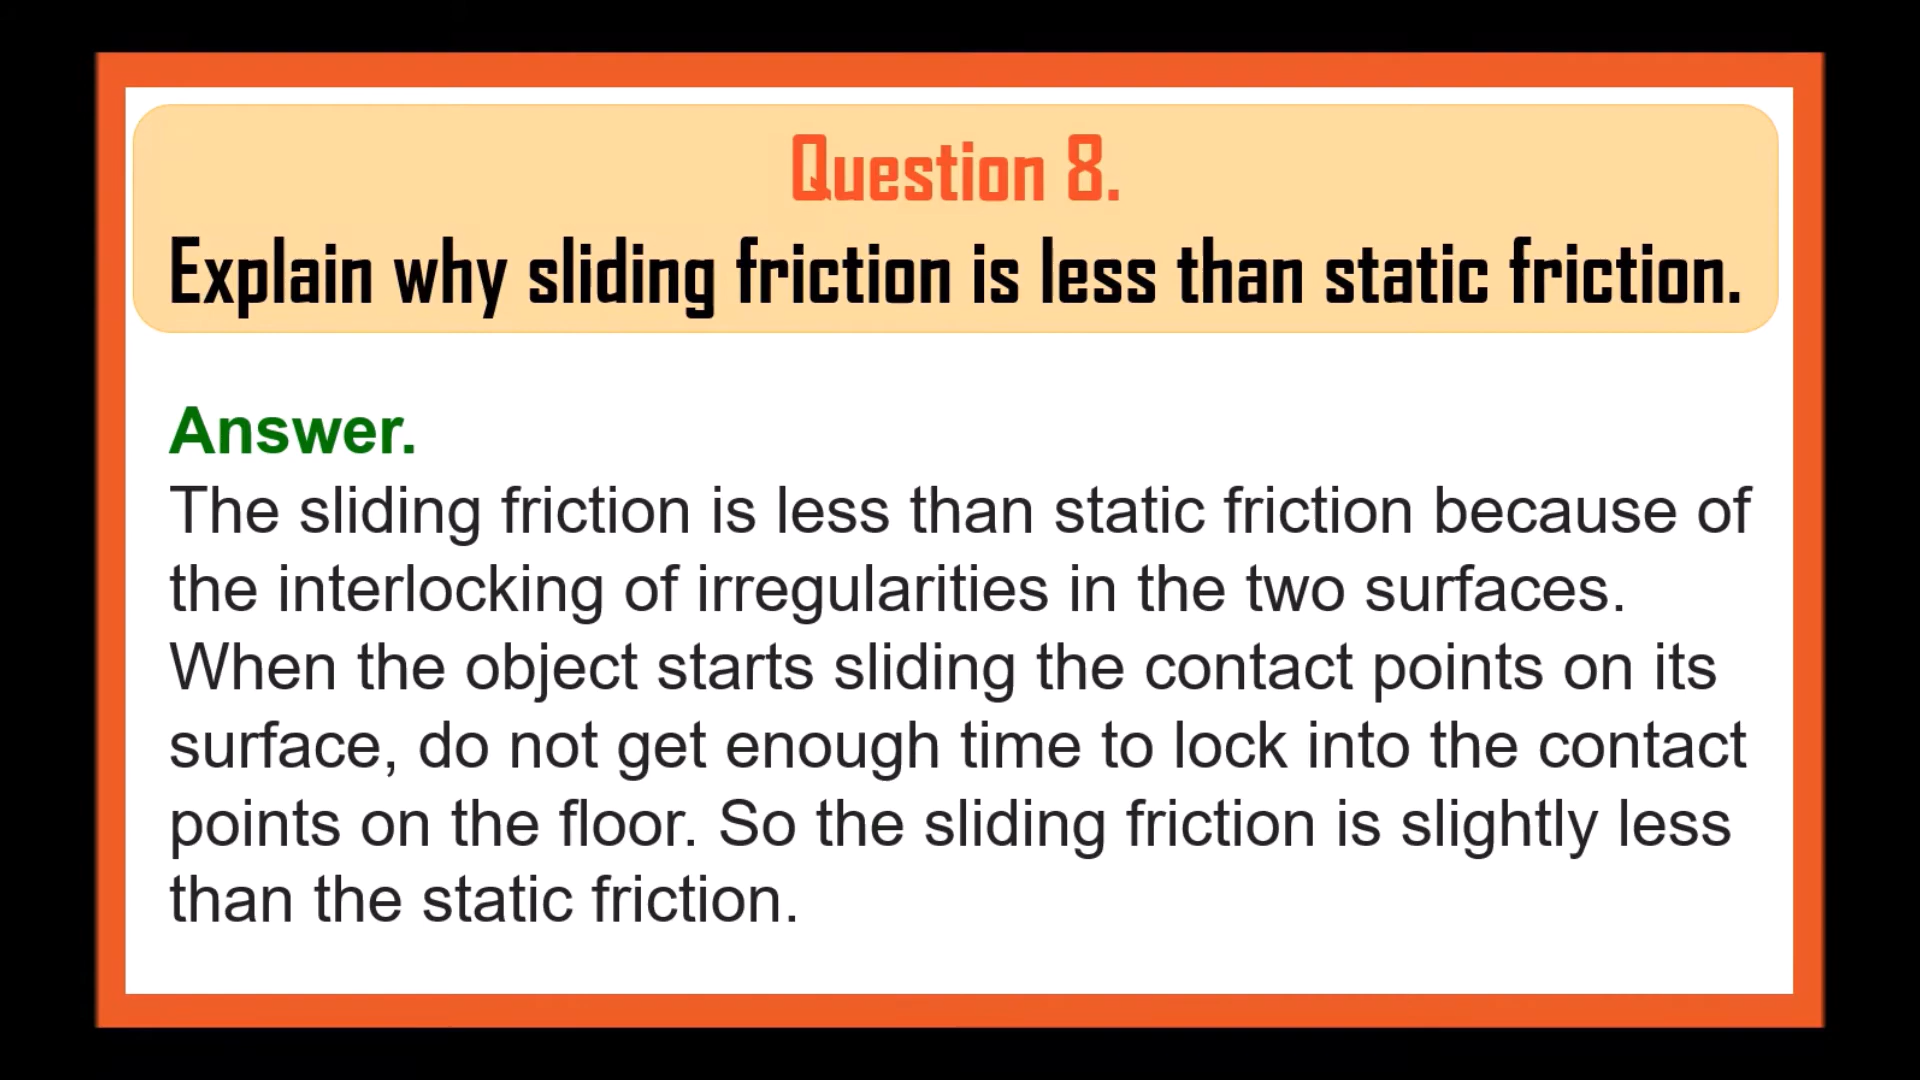 Question 8.
Explain why sliding friction is less than static friction.
Answer.
The sliding friction is less than static friction because of
the interlocking of irregularities in the two surfaces.
When the object starts sliding the contact points on its
surface, do not get enough time to lock into the contact
points on the floor. So the sliding friction is slightly less
than the static friction.